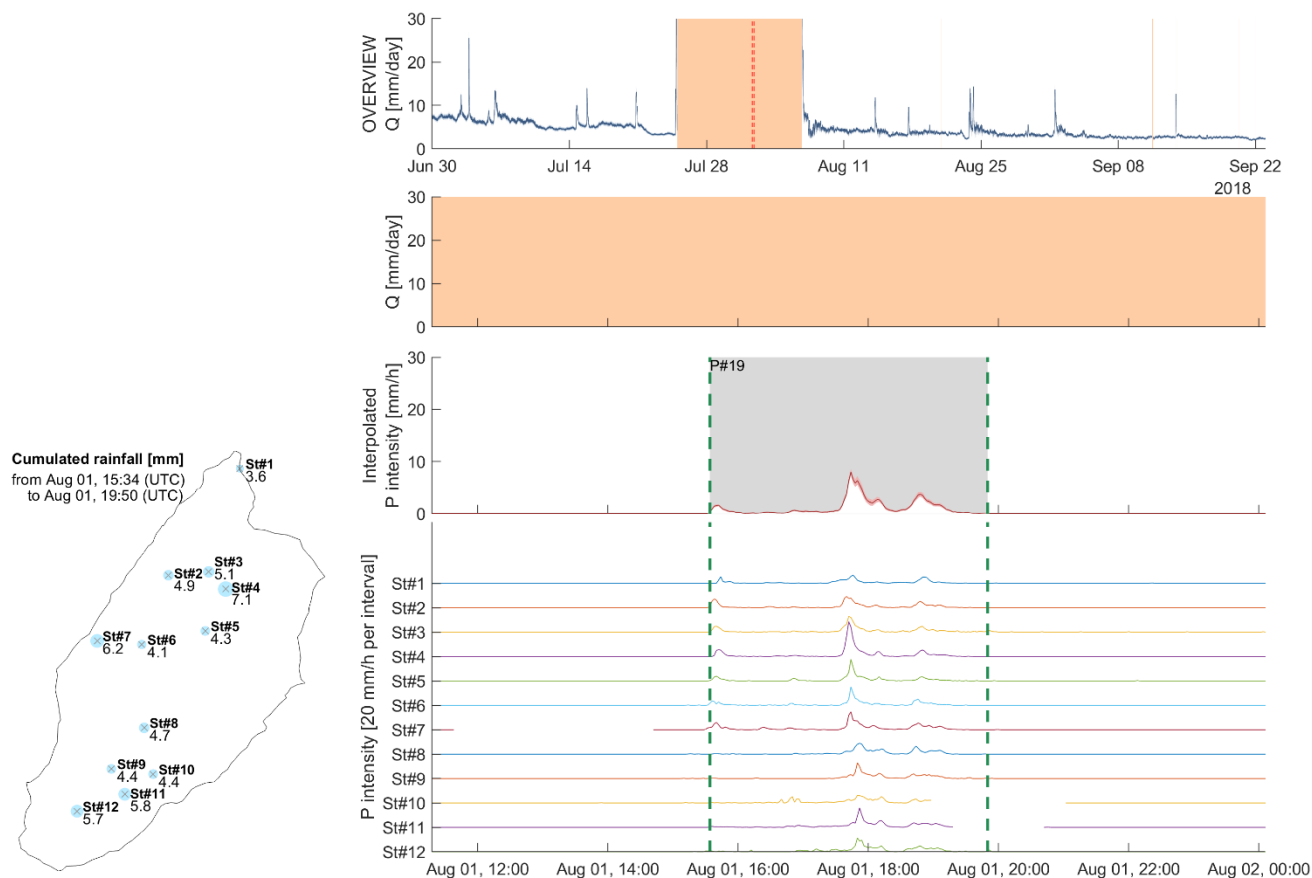 OVERVIEW
Q [mm/day]
30
20
10
0
Jun 30
Jul 14
Jul 28
Aug 11
Aug 25
Sep 08
Sep 22
2018
Q [mm/day]
30
20
10
0
Interpolated
P intensity [mm/h]
30
20
10
0
P#19
Cumulated rainfall [mm]
from Aug 01, 15:34 (UTC)
to Aug 01, 19:50 (UTC)
St#1
3.6
St#3
5.1
St#2
4.9
St#4
7.1
St#5
4.3
St#7
6.2
St#6
4.1
St#8
4.7
St#9
4.4
St#10
4.4
St#11
5.8
St#12
5.7
P intensity [20 mm/h per interval]
St#1
St#2
St#3
St#4
St#5
St#6
St#7
St#8
St#9
St#10
St#11
St#12
Aug 01, 12:00
Aug 01, 14:00
Aug 01, 16:00
Aug 01, 18:00
Aug 01, 20:00
Aug 01, 22:00
Aug 02, 00:00